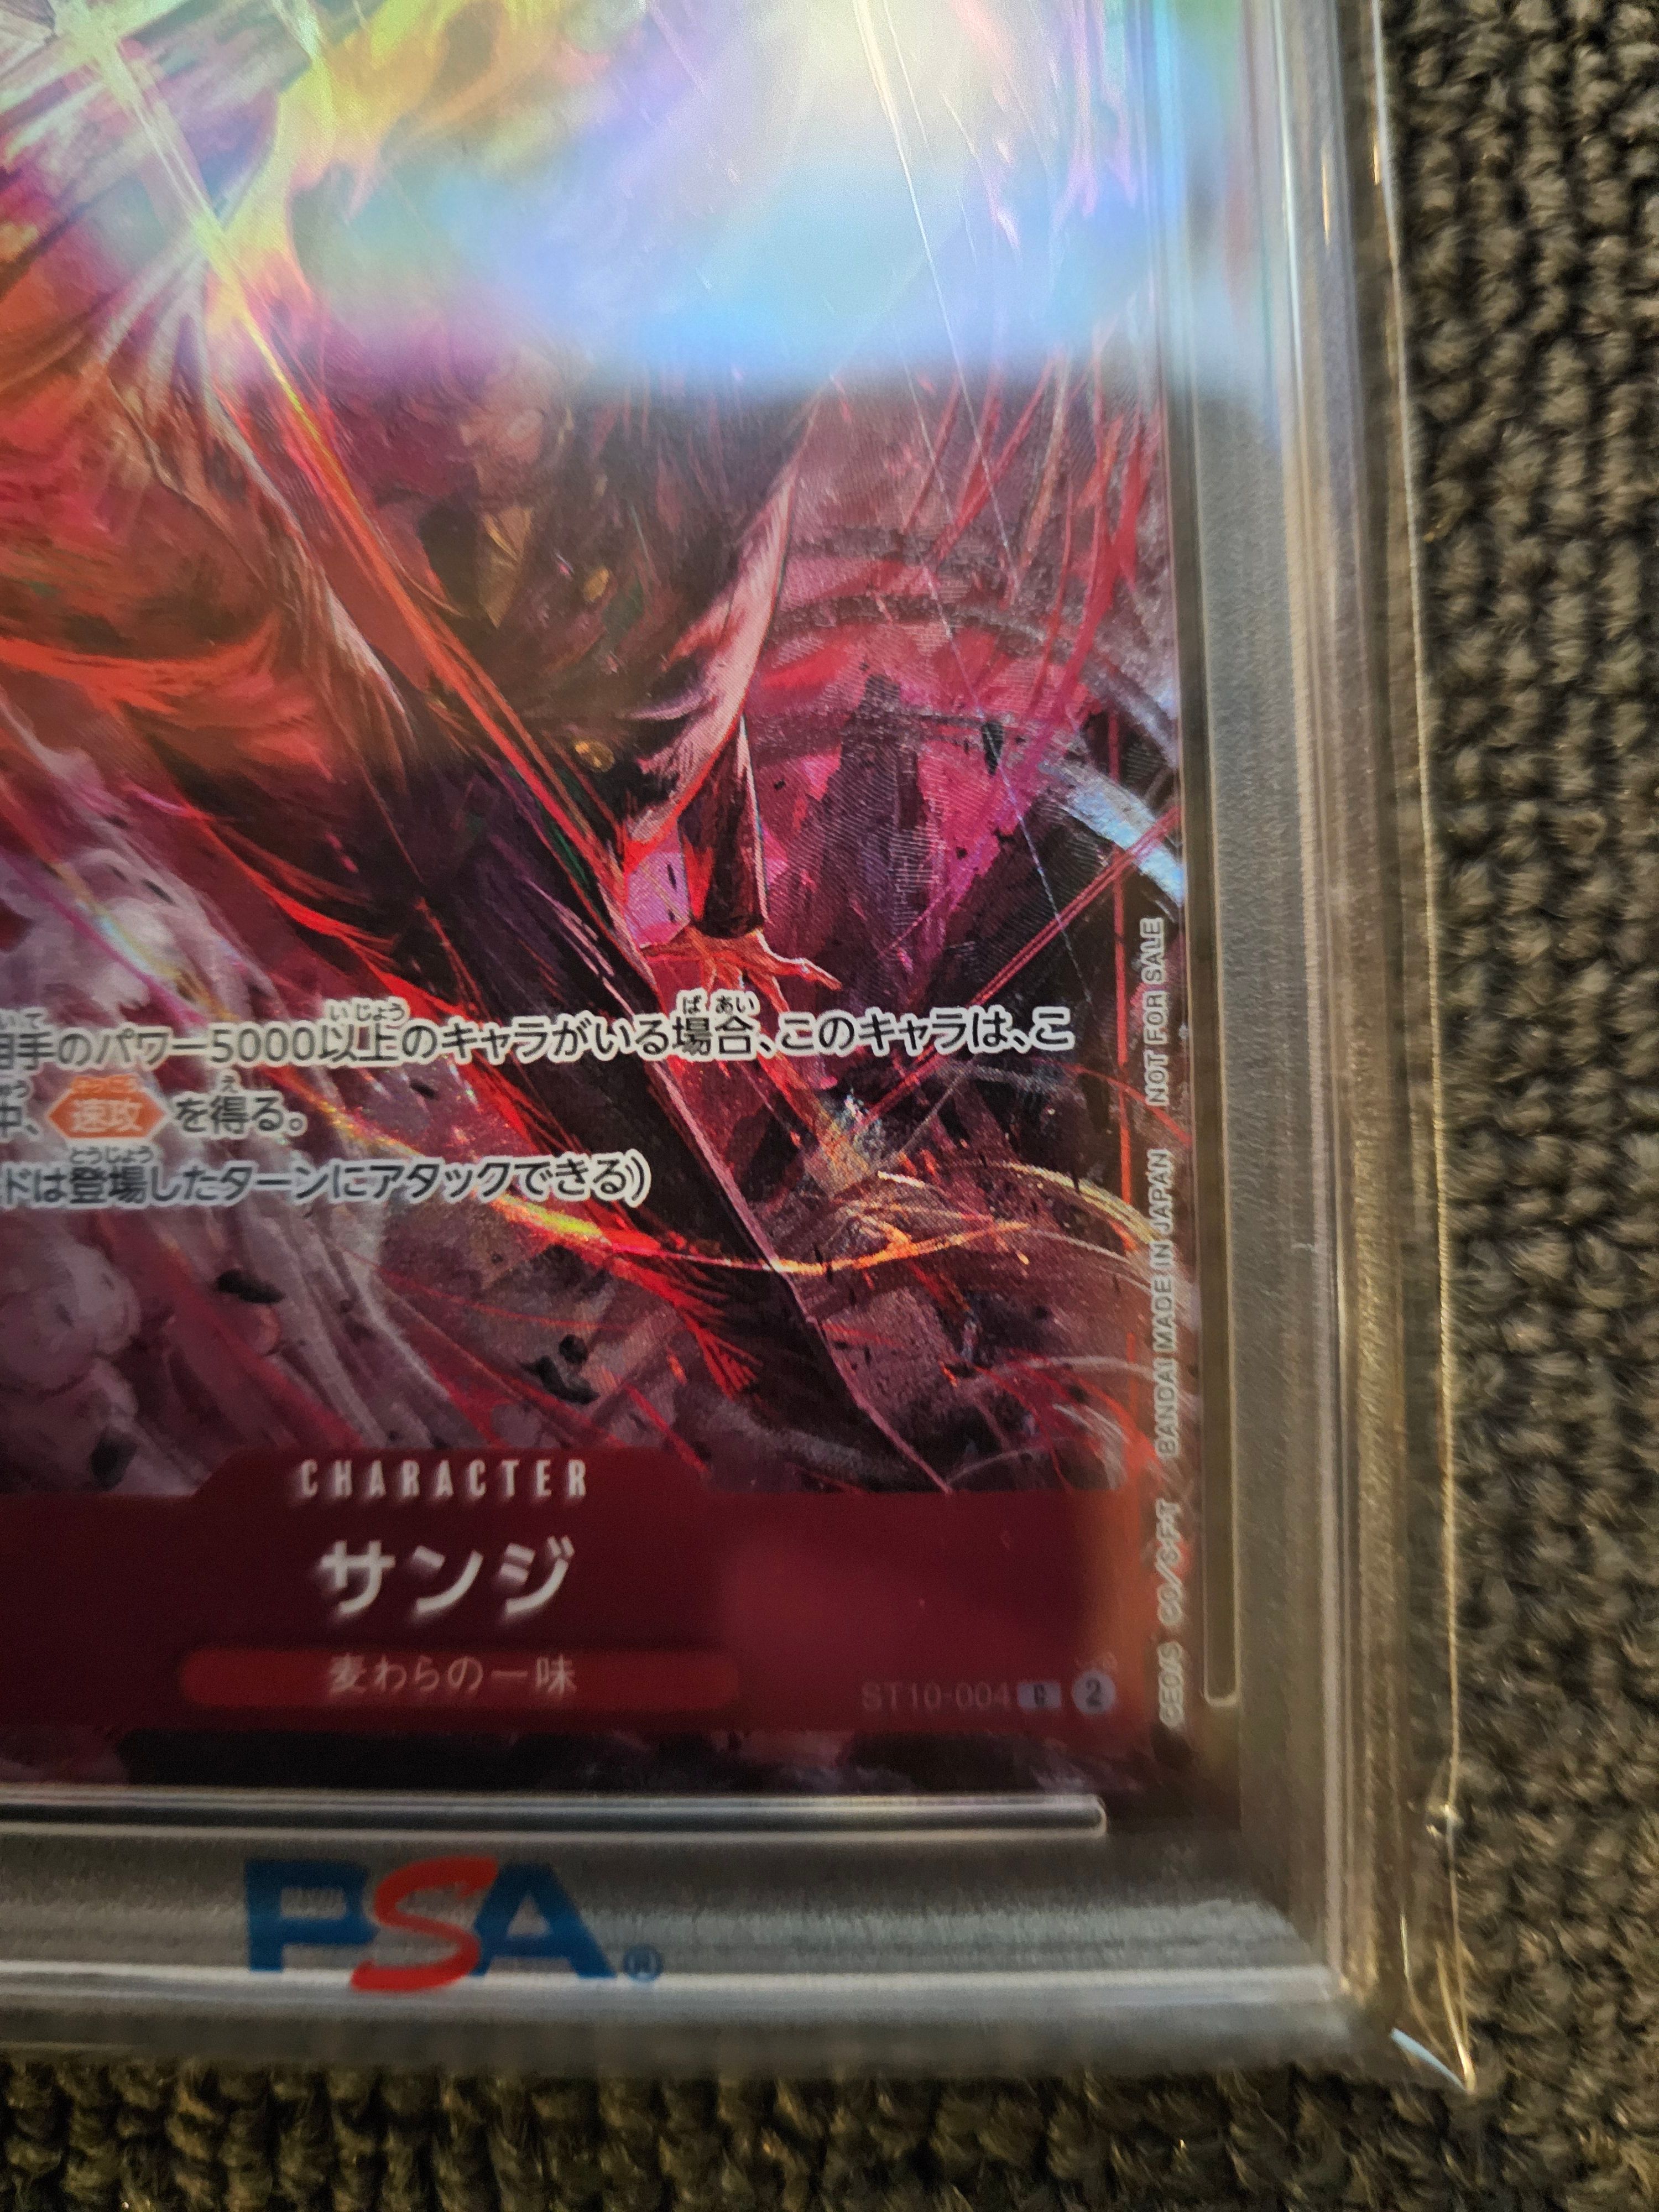 相手のパワー5000以上のキャラがいる場合、このキャラは、こ
中、速攻を得る。
ドは登場したターンにアタックできる)
CHARACTER
サンジ
麦わらの一味
ST10-004 C 2
BANDAI MADE IN JAPAN NOT FOR SALE
PSA®